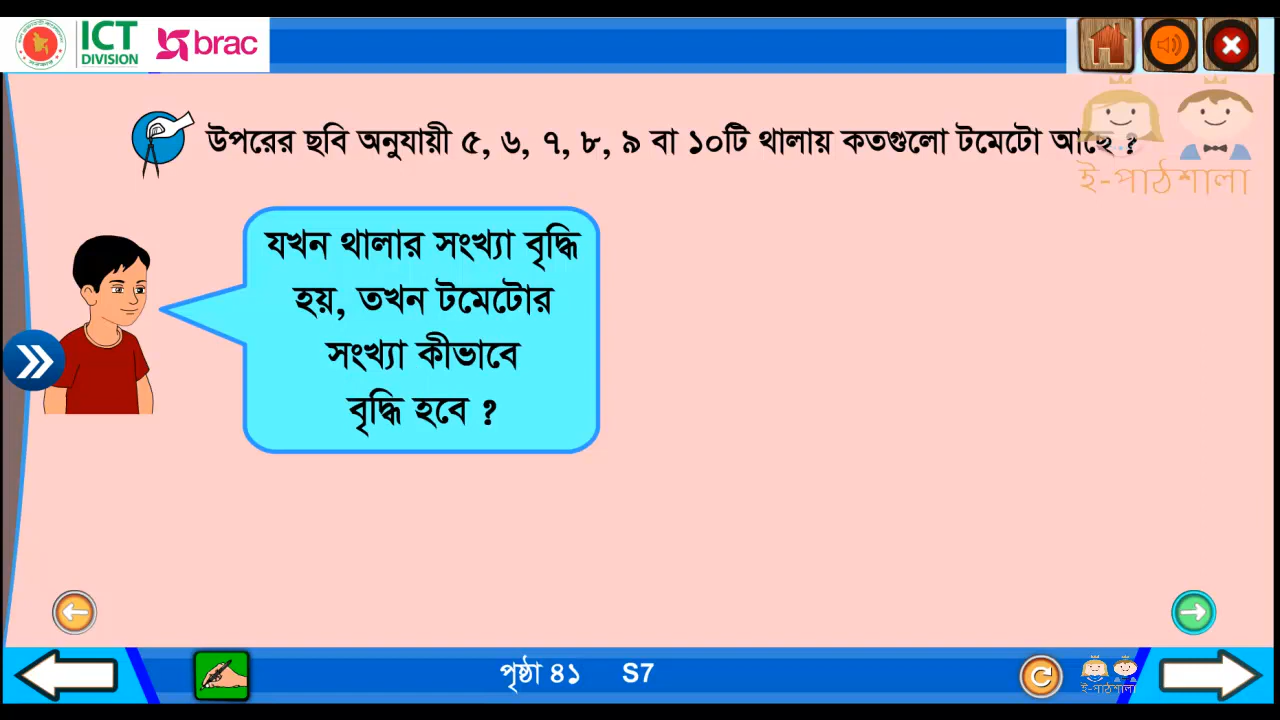 ICT
DIVISION
brac
উপরের ছবি অনুযায়ী ৫, ৬, ৭, ৮, ৯ বা ১০টি থালায় কতগুলো টমেটো আছে ?
ই-পাঠশালা
যখন থালার সংখ্যা বৃদ্ধি
হয়, তখন টমেটোর
সংখ্যা কীভাবে
বৃদ্ধি হবে ?
পৃষ্ঠা ৪১ S7
ই-পাঠশালা